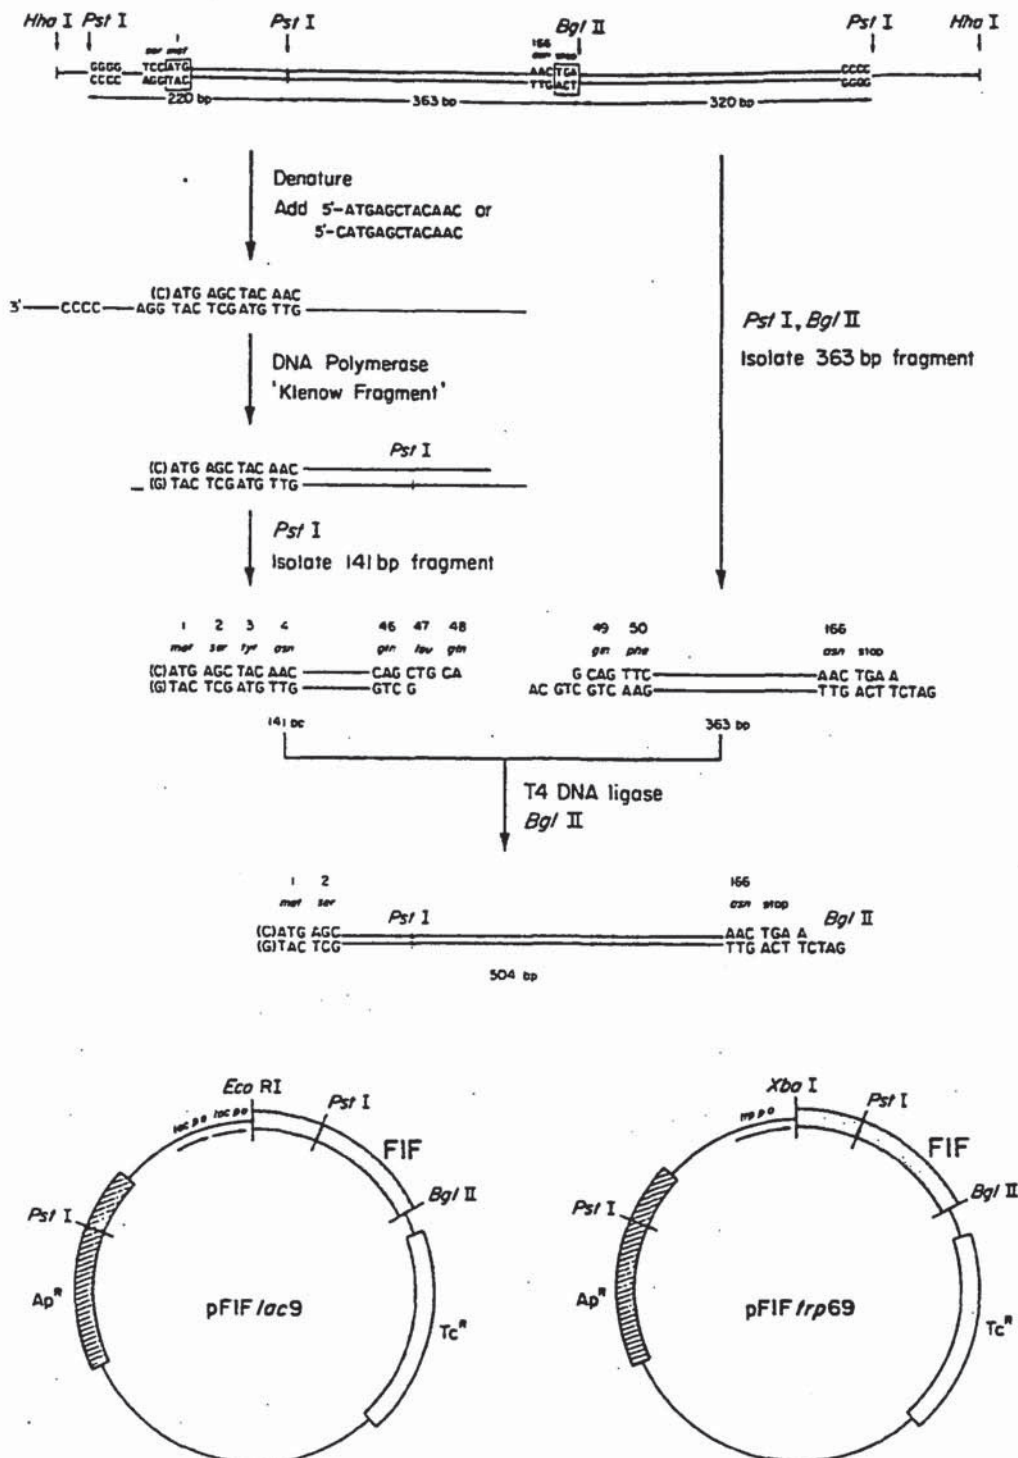 Hha I Pst I Pst I Bgl II Pst I Hha I
1 166
ser met asn stop
GGGG TCC ATG AAC TGA CCCC
CCCC AGG TAC TTG ACT GGGG
220 bp 363 bp 320 bp
Denature
Add 5'-ATGAGCTACAAC or
5'-CATGAGCTACAAC
(C)ATG AGC TAC AAC
3' CCCC AGG TAC TCG ATG TTG
Pst I, Bgl II
Isolate 363 bp fragment
DNA Polymerase
'Klenow Fragment'
Pst I
(C)ATG AGC TAC AAC
(G)TAC TCG ATG TTG
Pst I
Isolate 141 bp fragment
1 2 3 4 46 47 48 49 50 166
met ser tyr asn gln leu gln gln phe asn stop
(C)ATG AGC TAC AAC CAG CTG CA G CAG TTC AAC TGA A
(G)TAC TCG ATG TTG GTC G AC GTC GTC AAG TTG ACT TCTAG
141 bc 363 bp
T4 DNA ligase
Bgl II
1 2 166
met ser Pst I asn stop Bgl II
(C)ATG AGC AAC TGA A
(G)TAC TCG TTG ACT TCTAG
504 bp
Eco RI
lac po lac po
Pst I
FIF
Bgl II
Pst I
Ap^R
pFIF lac9
Tc^R
Xba I
trp po
Pst I
FIF
Bgl II
Pst I
Ap^R
pFIF trp69
Tc^R